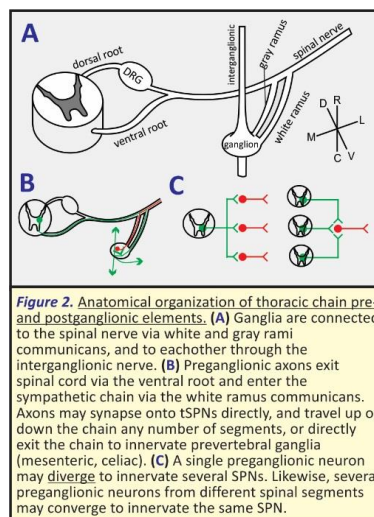 A
dorsal root
DRG
ventral root
interganglionic
gray ramus
spinal nerve
white ramus
ganglion
D R
L
M
C V
B
C
Figure 2. Anatomical organization of thoracic chain pre-
and postganglionic elements. (A) Ganglia are connected
to the spinal nerve via white and gray rami
communicans, and to eachother through the
interganglionic nerve. (B) Preganglionic axons exit
spinal cord via the ventral root and enter the
sympathetic chain via the white ramus communicans.
Axons may synapse onto tSPNs directly, and travel up o
down the chain any number of segments, or directly
exit the chain to innervate prevertebral ganglia
(mesenteric, celiac). (C) A single preganglionic neuron
may diverge to innervate several SPNs. Likewise, severa
preganglionic neurons from different spinal segments
may converge to innervate the same SPN.